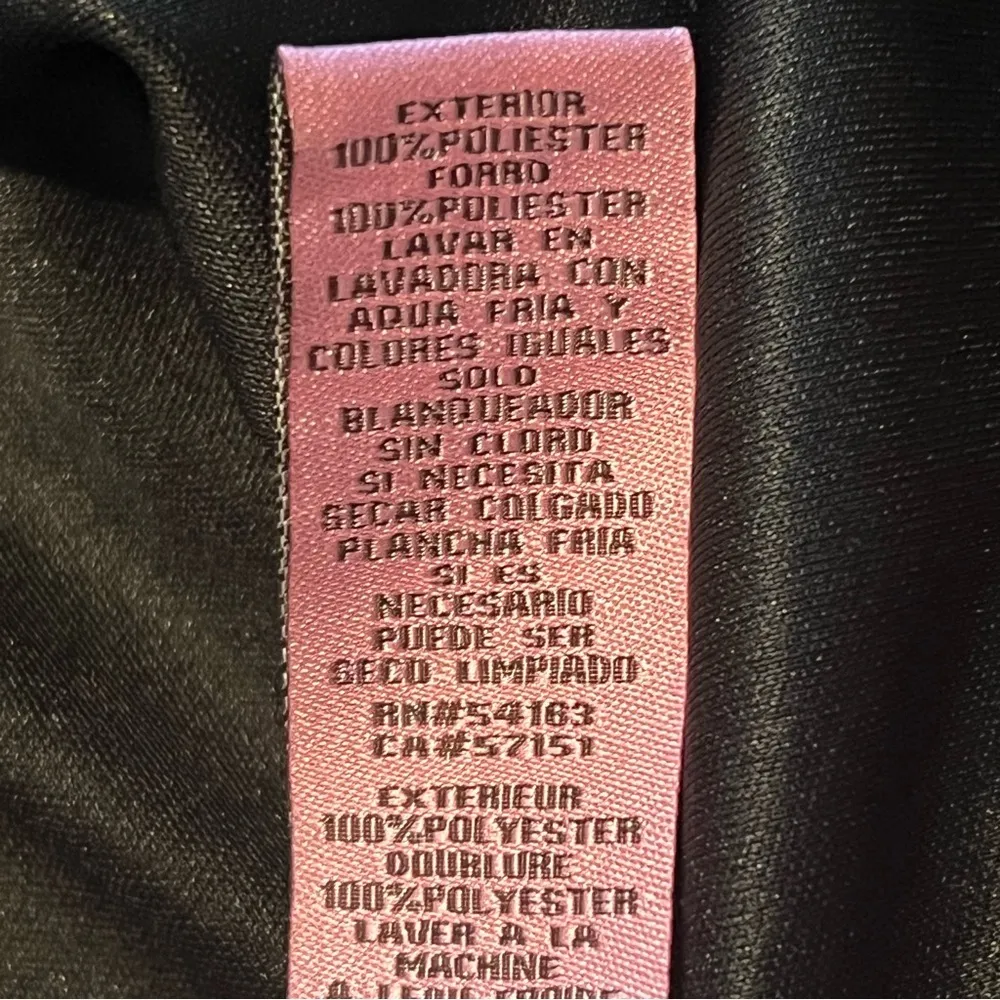 EXTERIOR
100%POLIESTER
FORRO
100%POLIESTER
LAVAR EN
LAVADORA CON
AQUA FRIA Y
COLORES IGUALES
SOLO
BLANQUEADOR
SIN CLORO
SI NECESITA
SECAR COLGADO
PLANCHA FRIA
SI ES
NECESARIO
PUEDE SER
SECO LIMPIADO
RN#54163
CA#57151
EXTERIEUR
100%POLYESTER
DOUBLURE
100%POLYESTER
LAVER A LA
MACHINE
A